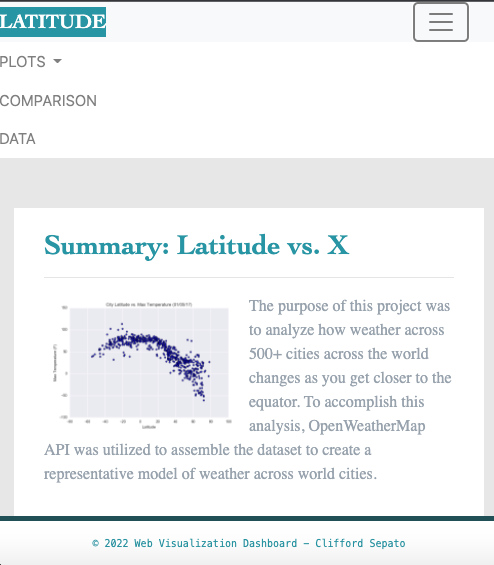 LATITUDE
PLOTS
COMPARISON
DATA
Summary: Latitude vs. X
City Latitude vs. Max Temperature (01/05/17)
Max Temperature (F)
Latitude
The purpose of this project was
to analyze how weather across
500+ cities across the world
changes as you get closer to the
equator. To accomplish this
analysis, OpenWeatherMap
API was utilized to assemble the dataset to create a
representative model of weather across world cities.
© 2022 Web Visualization Dashboard – Clifford Sepato